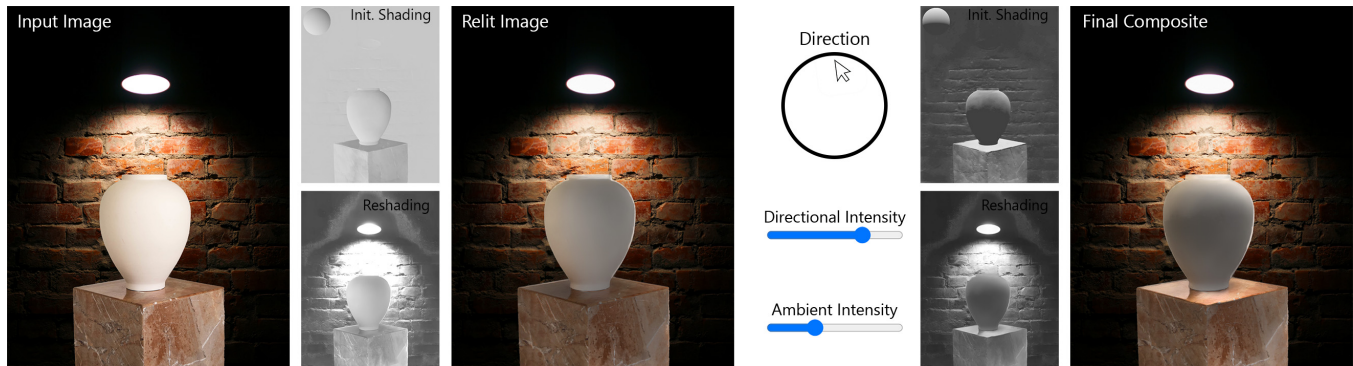 Input Image
Init. Shading
Reshading
Relit Image
Direction
Directional Intensity
Ambient Intensity
Init. Shading
Reshading
Final Composite